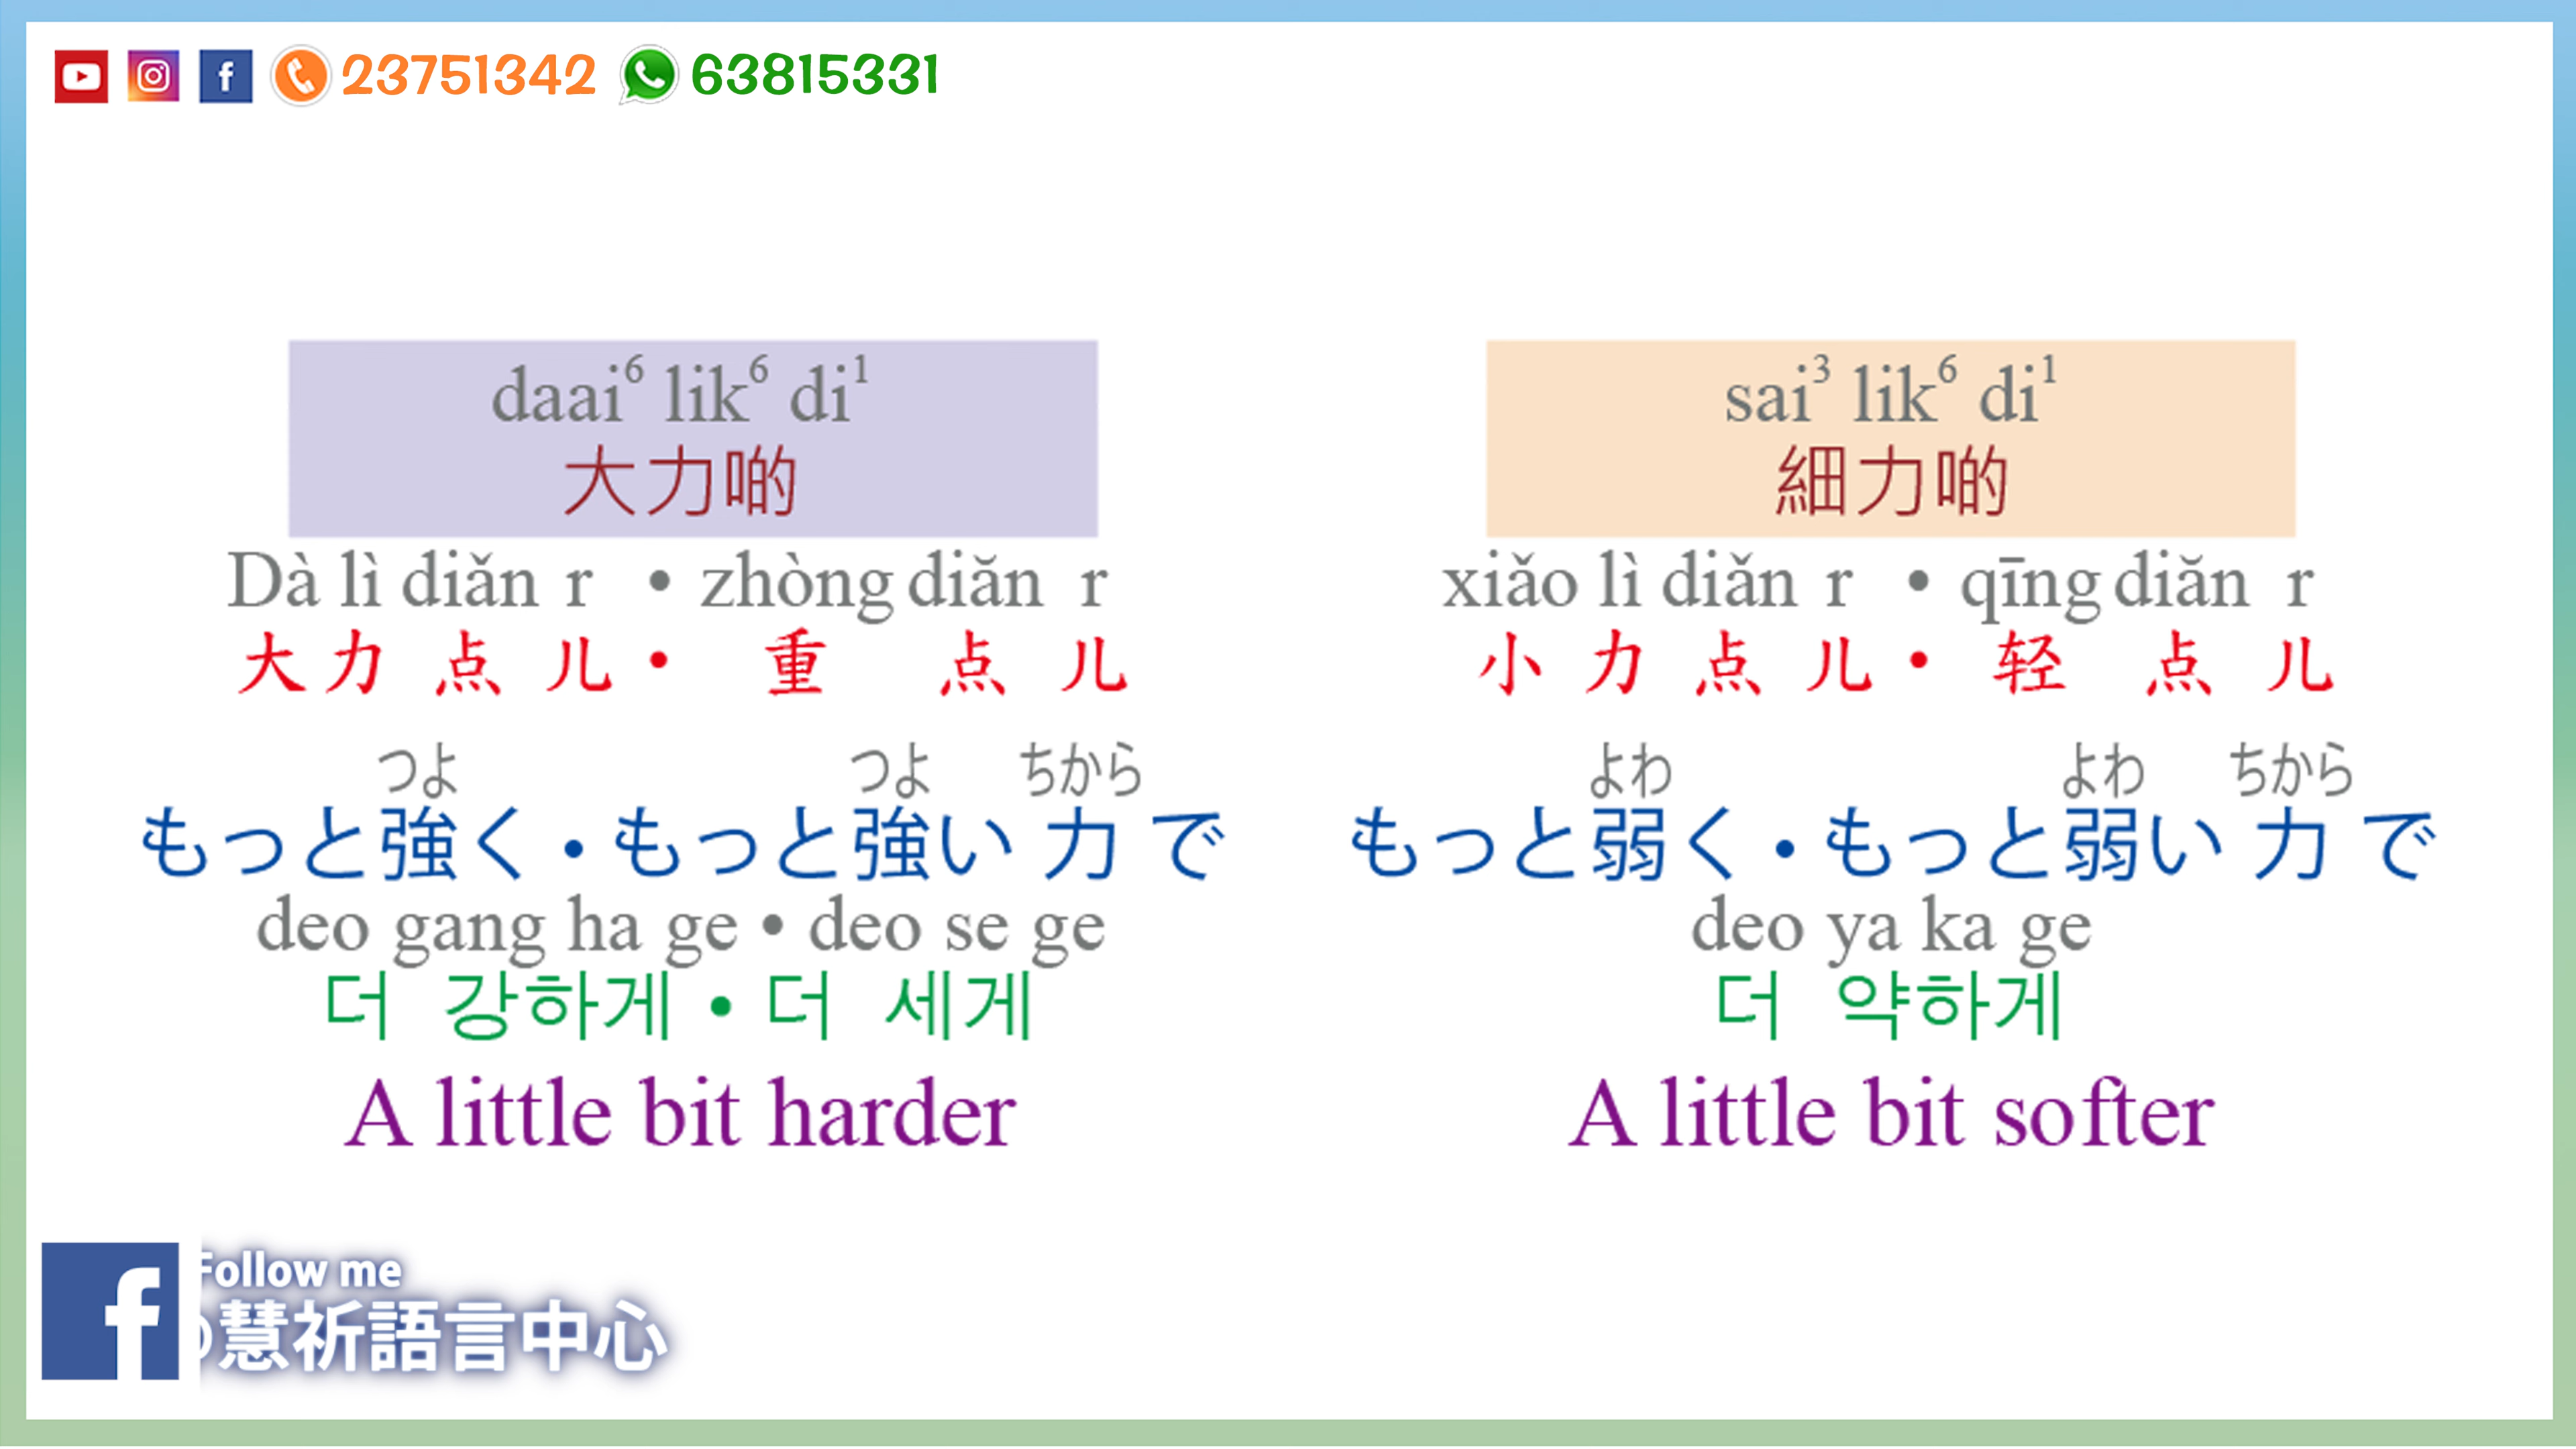 23751342 63815331
daai⁶ lik⁶ di¹
大力啲
Dà lì diǎn r • zhòng diǎn r
大力点儿•重点儿
つよ つよ ちから
もっと強く•もっと強い力で
deo gang ha ge • deo se ge
더 강하게•더 세게
A little bit harder
sai³ lik⁶ di¹
細力啲
xiǎo lì diǎn r • qīng diǎn r
小力点儿•轻点儿
よわ よわ ちから
もっと弱く•もっと弱い力で
deo ya ka ge
더 약하게
A little bit softer
Follow me
@慧祈語言中心